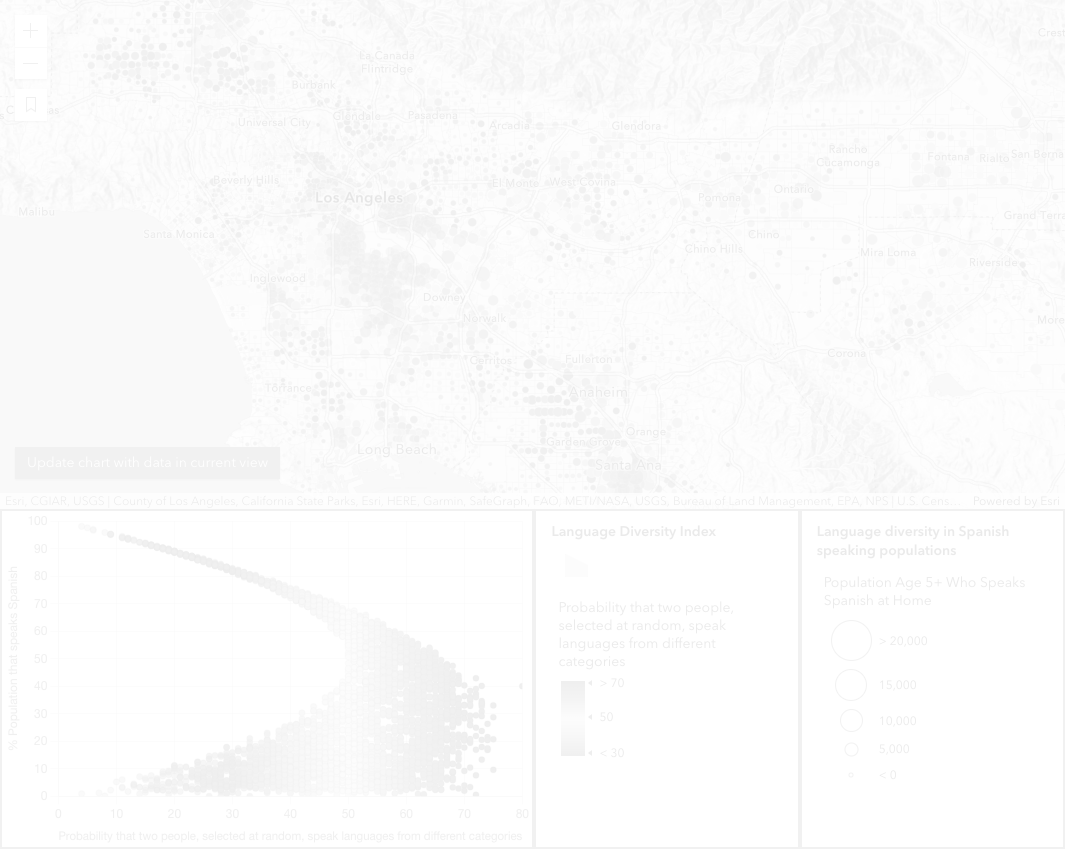 Crest
La Cañada
Flintridge
Burbank
Glendale
Pasadena
Universal City
Arcadia
Glendora
Rancho
Cucamonga
Fontana
Rialto
San Berna
Beverly Hills
El Monte
West Covina
Los Angeles
Pomona
Ontario
Malibu
Grand Terra
Santa Monica
Chino
Chino Hills
Mira Loma
Riverside
Inglewood
Downey
Norwalk
More
Cerritos
Fullerton
Corona
Torrance
Anaheim
Orange
Garden Grove
Long Beach
Santa Ana
Update chart with data in current view
Esri, CGIAR, USGS | County of Los Angeles, California State Parks, Esri, HERE, Garmin, SafeGraph, FAO, METI/NASA, USGS, Bureau of Land Management, EPA, NPS | U.S. Cens...
Powered by Esri
% Population that speaks Spanish
100
90
80
70
60
50
40
30
20
10
0
0 10 20 30 40 50 60 70 80
Probability that two people, selected at random, speak languages from different categories
Language Diversity Index
Probability that two people,
selected at random, speak
languages from different
categories
> 70
50
< 30
Language diversity in Spanish
speaking populations
Population Age 5+ Who Speaks
Spanish at Home
> 20,000
15,000
10,000
5,000
< 0